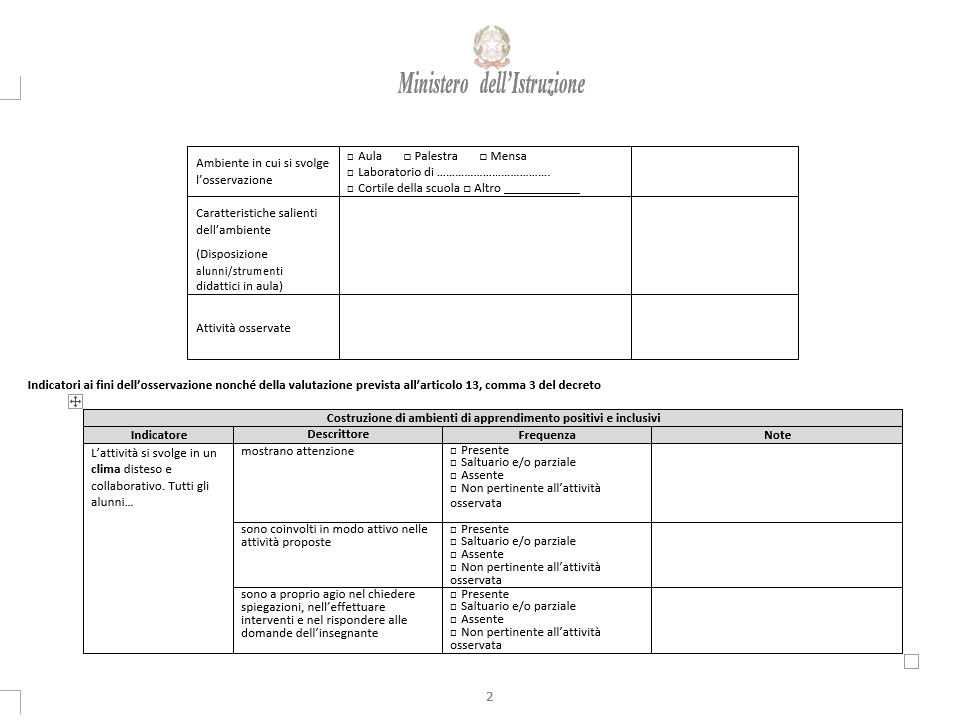 Ministero dell'Istruzione
Ambiente in cui si svolge
l'osservazione
□ Aula □ Palestra □ Mensa
□ Laboratorio di ……………………………….
□ Cortile della scuola □ Altro ____________
Caratteristiche salienti
dell'ambiente
(Disposizione
alunni/strumenti
didattici in aula)
Attività osservate
Indicatori ai fini dell'osservazione nonché della valutazione prevista all'articolo 13, comma 3 del decreto
Costruzione di ambienti di apprendimento positivi e inclusivi
Indicatore Descrittore Frequenza Note
L'attività si svolge in un
clima disteso e
collaborativo. Tutti gli
alunni…
mostrano attenzione
□ Presente
□ Saltuario e/o parziale
□ Assente
□ Non pertinente all'attività
osservata
sono coinvolti in modo attivo nelle
attività proposte
□ Presente
□ Saltuario e/o parziale
□ Assente
□ Non pertinente all'attività
osservata
sono a proprio agio nel chiedere
spiegazioni, nell'effettuare
interventi e nel rispondere alle
domande dell'insegnante
□ Presente
□ Saltuario e/o parziale
□ Assente
□ Non pertinente all'attività
osservata
2